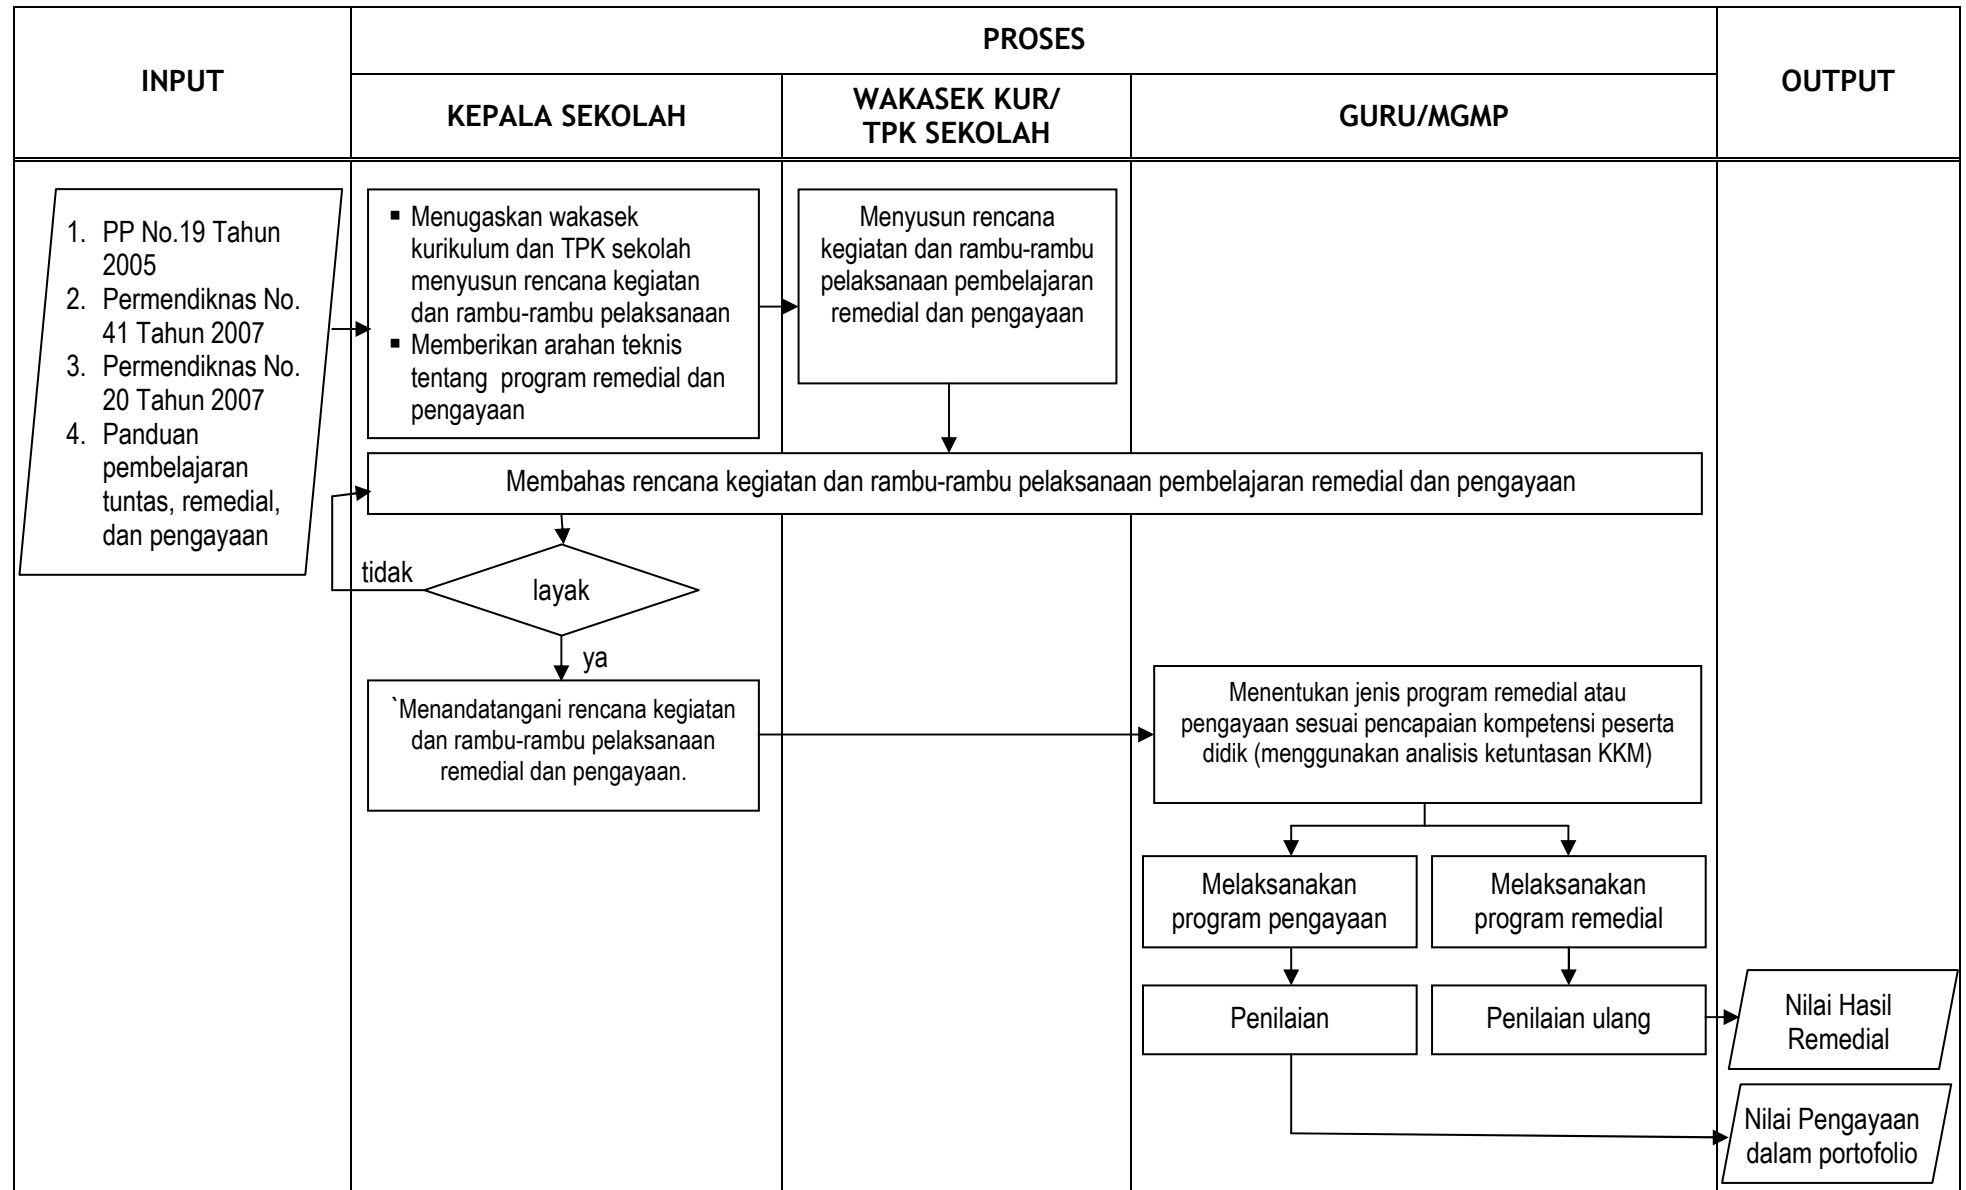 INPUT
PROSES
OUTPUT
KEPALA SEKOLAH
WAKASEK KUR/
TPK SEKOLAH
GURU/MGMP
1. PP No.19 Tahun
2005
2. Permendiknas No.
41 Tahun 2007
3. Permendiknas No.
20 Tahun 2007
4. Panduan
pembelajaran
tuntas, remedial,
dan pengayaan
▪ Menugaskan wakasek
kurikulum dan TPK sekolah
menyusun rencana kegiatan
dan rambu-rambu pelaksanaan
▪ Memberikan arahan teknis
tentang program remedial dan
pengayaan
Menyusun rencana
kegiatan dan rambu-rambu
pelaksanaan pembelajaran
remedial dan pengayaan
Membahas rencana kegiatan dan rambu-rambu pelaksanaan pembelajaran remedial dan pengayaan
tidak
layak
ya
`Menandatangani rencana kegiatan
dan rambu-rambu pelaksanaan
remedial dan pengayaan.
Menentukan jenis program remedial atau
pengayaan sesuai pencapaian kompetensi peserta
didik (menggunakan analisis ketuntasan KKM)
Melaksanakan
program pengayaan
Melaksanakan
program remedial
Penilaian
Penilaian ulang
Nilai Hasil
Remedial
Nilai Pengayaan
dalam portofolio